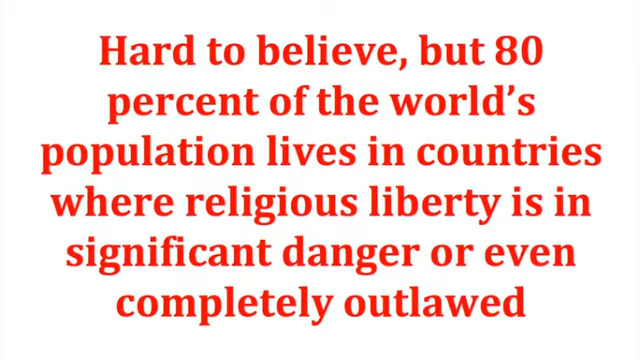 Hard to believe, but 80
percent of the world’s
population lives in countries
where religious liberty is in
significant danger or even
completely outlawed